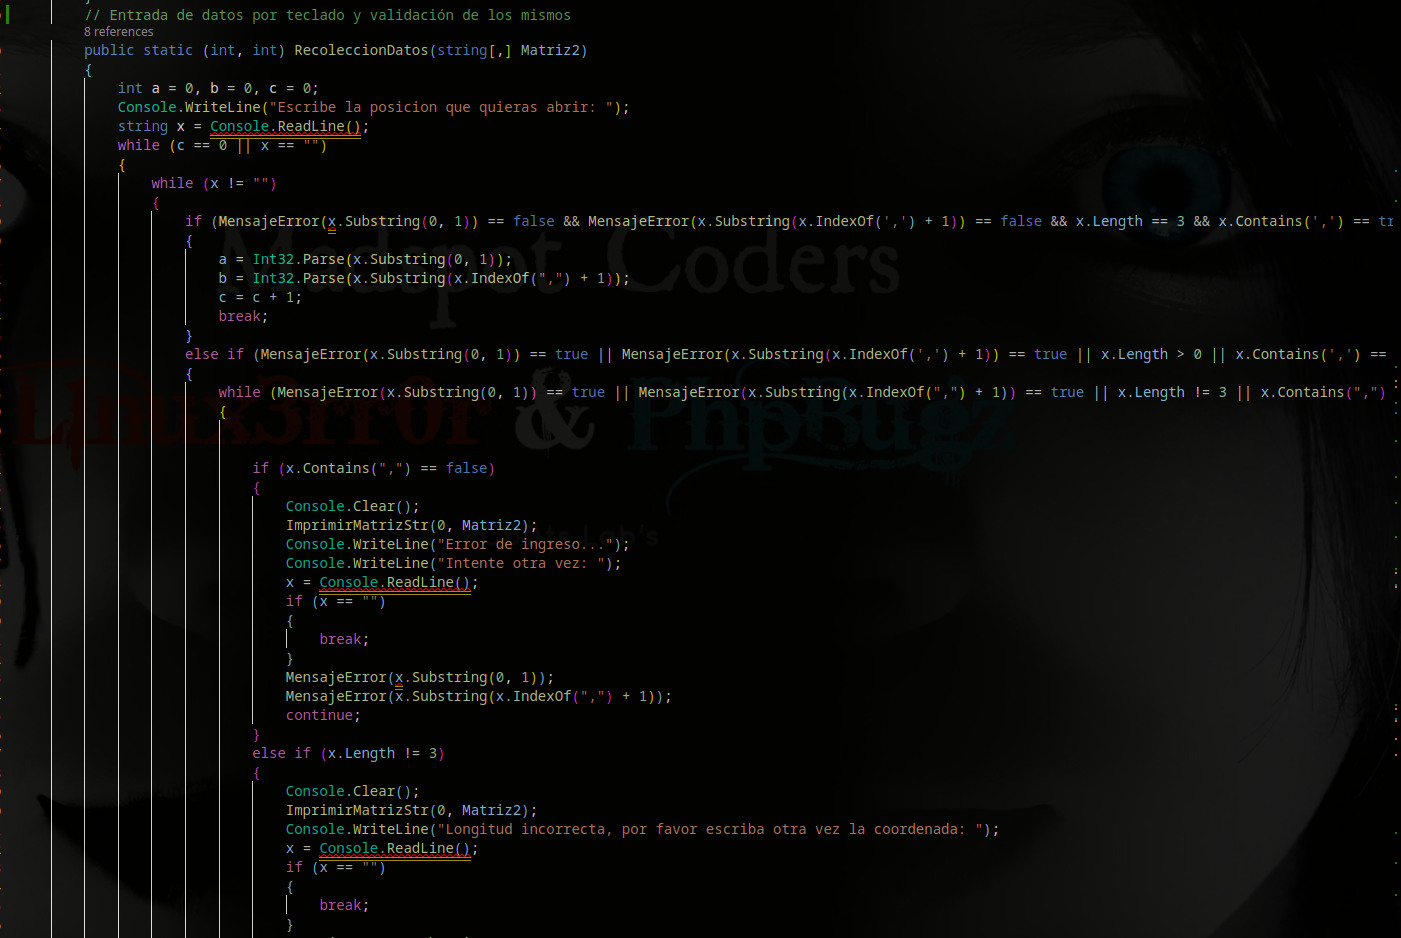 // Entrada de datos por teclado y validación de los mismos
8 references
public static (int, int) RecoleccionDatos(string[,] Matriz2)
{
int a = 0, b = 0, c = 0;
Console.WriteLine("Escribe la posicion que quieras abrir: ");
string x = Console.ReadLine();
while (c == 0 || x == "")
{
while (x != "")
{
if (MensajeError(x.Substring(0, 1)) == false && MensajeError(x.Substring(x.IndexOf(',') + 1)) == false && x.Length == 3 && x.Contains(',') == tr
{
a = Int32.Parse(x.Substring(0, 1));
b = Int32.Parse(x.Substring(x.IndexOf(",") + 1));
c = c + 1;
break;
}
else if (MensajeError(x.Substring(0, 1)) == true || MensajeError(x.Substring(x.IndexOf(',') + 1)) == true || x.Length > 0 || x.Contains(',') ==
{
while (MensajeError(x.Substring(0, 1)) == true || MensajeError(x.Substring(x.IndexOf(",") + 1)) == true || x.Length != 3 || x.Contains(",")
{
if (x.Contains(",") == false)
{
Console.Clear();
ImprimirMatrizStr(0, Matriz2);
Console.WriteLine("Error de ingreso...");
Console.WriteLine("Intente otra vez: ");
x = Console.ReadLine();
if (x == "")
{
break;
}
MensajeError(x.Substring(0, 1));
MensajeError(x.Substring(x.IndexOf(",") + 1));
continue;
}
else if (x.Length != 3)
{
Console.Clear();
ImprimirMatrizStr(0, Matriz2);
Console.WriteLine("Longitud incorrecta, por favor escriba otra vez la coordenada: ");
x = Console.ReadLine();
if (x == "")
{
break;
}
Madspot Coders
L!nux3rr0r & PhpBugz